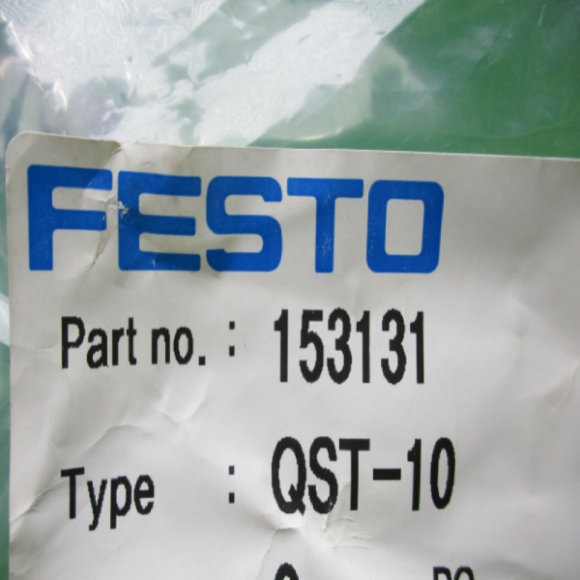 FESTO
Part no. : 153131
Type : QST-10